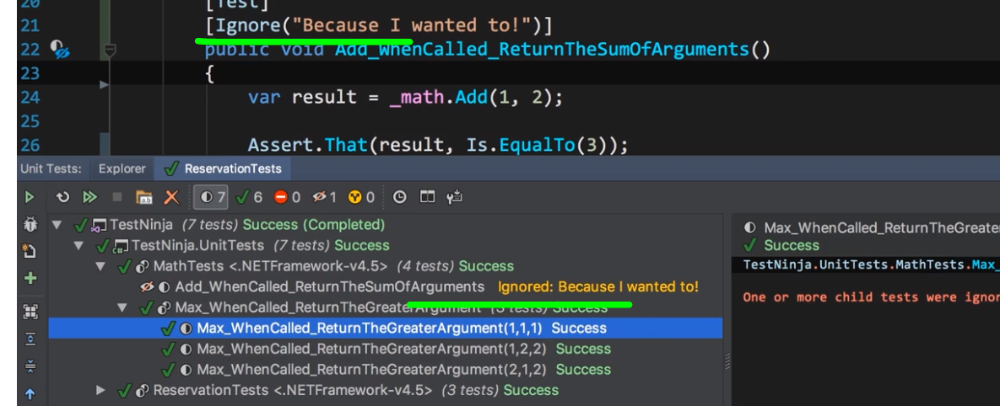 20 [Test]
21 [Ignore("Because I wanted to!")]
22 public void Add_WhenCalled_ReturnTheSumOfArguments()
23 {
24 var result = _math.Add(1, 2);
25
26 Assert.That(result, Is.EqualTo(3));
Unit Tests: Explorer ReservationTests
7 6 0 1 0
TestNinja (7 tests) Success (Completed)
TestNinja.UnitTests (7 tests) Success
MathTests <.NETFramework-v4.5> (4 tests) Success
Add_WhenCalled_ReturnTheSumOfArguments Ignored: Because I wanted to!
Max_WhenCalled_ReturnTheGreaterArgument (3 tests) Success
Max_WhenCalled_ReturnTheGreaterArgument(1,1,1) Success
Max_WhenCalled_ReturnTheGreaterArgument(1,2,2) Success
Max_WhenCalled_ReturnTheGreaterArgument(2,1,2) Success
ReservationTests <.NETFramework-v4.5> (3 tests) Success
Max_WhenCalled_ReturnTheGreate
Success
TestNinja.UnitTests.MathTests.Max_
One or more child tests were ignor